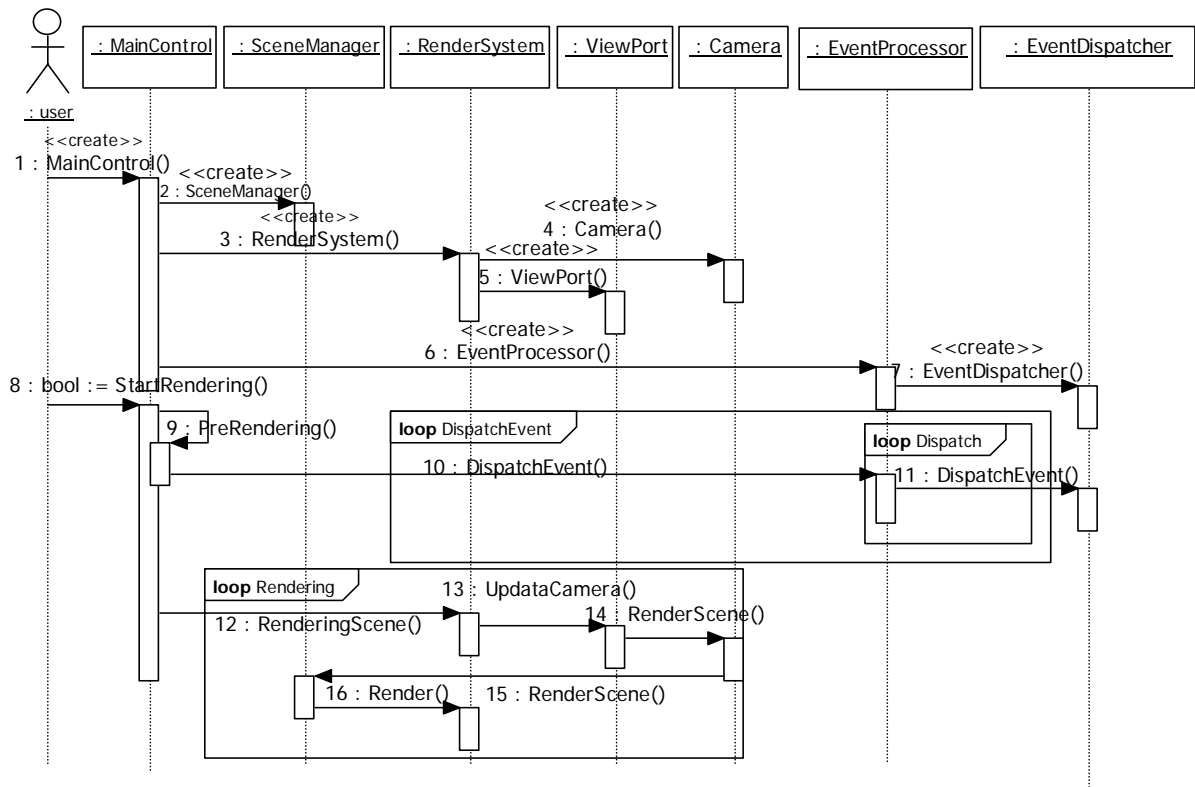 : MainControl
: SceneManager
: RenderSystem
: ViewPort
: Camera
: EventProcessor
: EventDispatcher
: user
<<create>>
1 : MainControl()
<<create>>
2 : SceneManager()
<<create>>
3 : RenderSystem()
<<create>>
4 : Camera()
<<create>>
5 : ViewPort()
<<create>>
6 : EventProcessor()
<<create>>
7 : EventDispatcher()
8 : bool := StartRendering()
9 : PreRendering()
loop DispatchEvent
loop Dispatch
10 : DispatchEvent()
11 : DispatchEvent()
loop Rendering
12 : RenderingScene()
13 : UpdataCamera()
14 : RenderScene()
15 : RenderScene()
16 : Render()